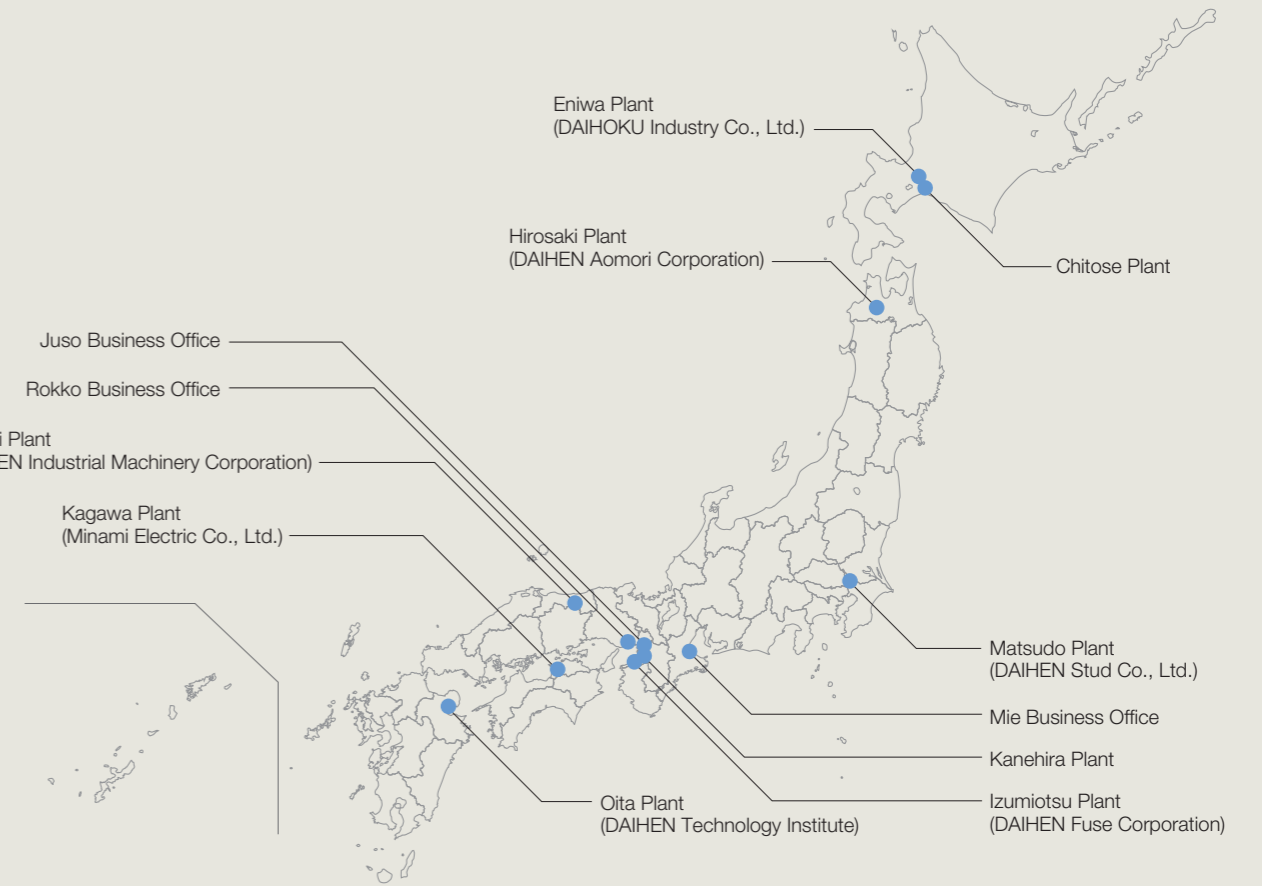 Eniwa Plant
(DAIHOKU Industry Co., Ltd.)
Hirosaki Plant
(DAIHEN Aomori Corporation)
Chitose Plant
Juso Business Office
Rokko Business Office
Plant
Industrial Machinery Corporation)
Kagawa Plant
(Minami Electric Co., Ltd.)
Matsudo Plant
(DAIHEN Stud Co., Ltd.)
Mie Business Office
Kanehira Plant
Izumiotsu Plant
(DAIHEN Fuse Corporation)
Oita Plant
(DAIHEN Technology Institute)